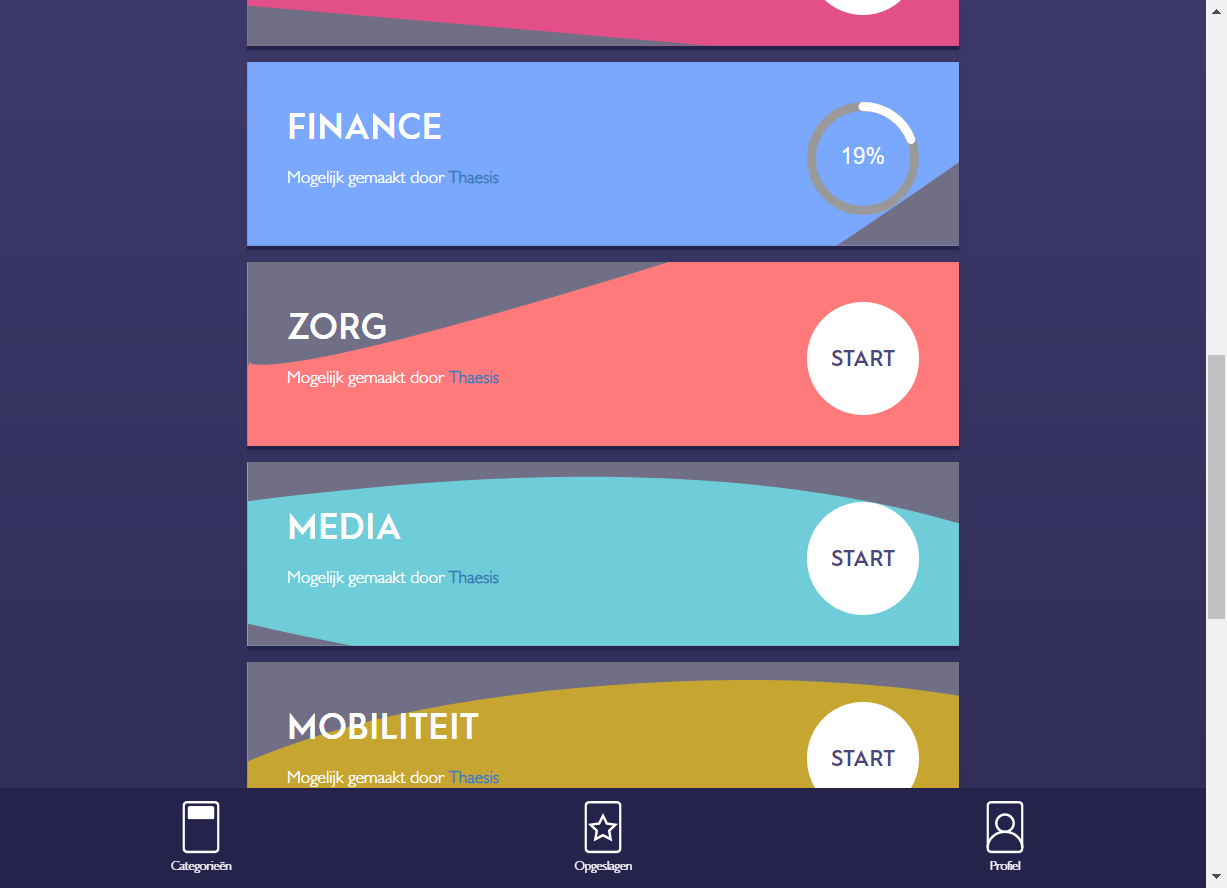 FINANCE
Mogelijk gemaakt door Thaesis
19%
ZORG
Mogelijk gemaakt door Thaesis
START
MEDIA
Mogelijk gemaakt door Thaesis
START
MOBILITEIT
Mogelijk gemaakt door Thaesis
START
Categorieën
Opgeslagen
Profiel